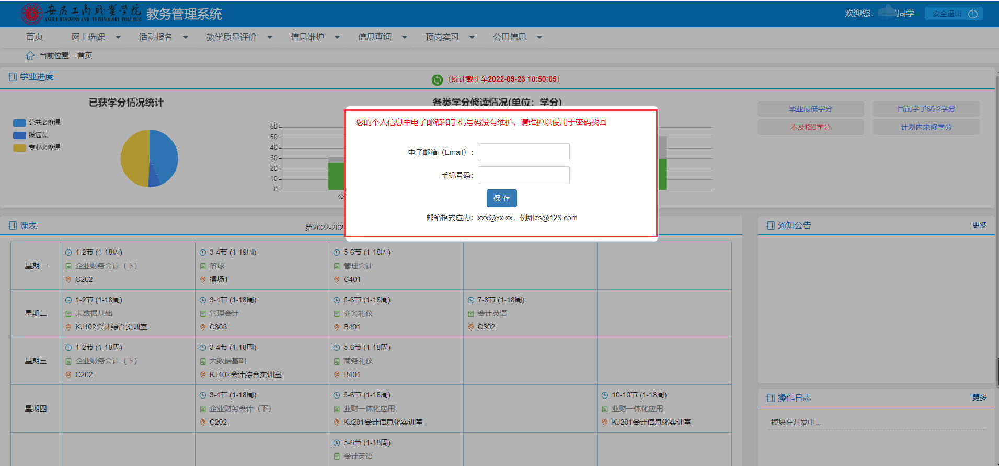 ANHUI BUSINESS AND TECHNOLOGY COLLEGE
教务管理系统
欢迎您：
同学
安全退出
首页 网上选课 活动报名 教学质量评价 信息维护 信息查询 顶岗实习 公用信息
当前位置 -- 首页
学业进度
（统计截止至2022-09-23 10:50:05）
已获学分情况统计
公共必修课
限选课
专业必修课
各类学分修读情况(单位：学分)
60
50
40
30
20
10
0
公
毕业最低学分 目前学了60.2学分
不及格0学分 计划内未修学分
您的个人信息中电子邮箱和手机号码没有维护，请维护以便用于密码找回
电子邮箱（Email）：
手机号码：
保 存
邮箱格式应为：xxx@xx.xx，例如zs@126.com
课表
第2022-202
星期一
1-2节 (1-18周)
企业财务会计（下）
C202
3-4节 (1-19周)
篮球
操场1
5-6节 (1-18周)
管理会计
C401
星期二
1-2节 (1-18周)
大数据基础
KJ402会计综合实训室
3-4节 (1-18周)
管理会计
C303
5-6节 (1-18周)
商务礼仪
B401
7-8节 (1-18周)
会计英语
C302
星期三
1-2节 (1-18周)
企业财务会计（下）
C202
3-4节 (1-18周)
大数据基础
KJ402会计综合实训室
5-6节 (1-18周)
商务礼仪
B401
星期四
3-4节 (1-18周)
企业财务会计（下）
C202
5-6节 (1-18周)
业财一体化应用
KJ201会计信息化实训室
10-10节 (1-18周)
业财一体化应用
KJ201会计信息化实训室
5-6节 (1-18周)
会计英语
通知公告
更多
操作日志
更多
模块在开发中...